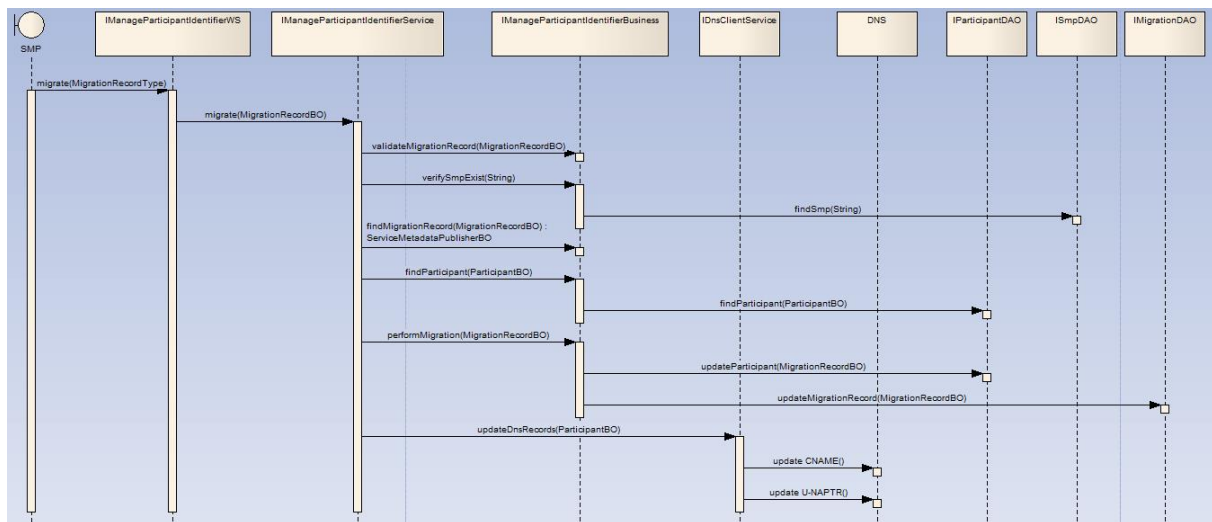 IManageParticipantIdentifierWS
IManageParticipantIdentifierService
IManageParticipantIdentifierBusiness
IDnsClientService
DNS
IParticipantDAO
ISmpDAO
IMigrationDAO
SMP
migrate(MigrationRecordType)
migrate(MigrationRecordBO)
validateMigrationRecord(MigrationRecordBO)
verifySmpExist(String)
findSmp(String)
findMigrationRecord(MigrationRecordBO) :
ServiceMetadataPublisherBO
findParticipant(ParticipantBO)
findParticipant(ParticipantBO)
performMigration(MigrationRecordBO)
updateParticipant(MigrationRecordBO)
updateMigrationRecord(MigrationRecordBO)
updateDnsRecords(ParticipantBO)
update CNAME()
update U-NAPTR()